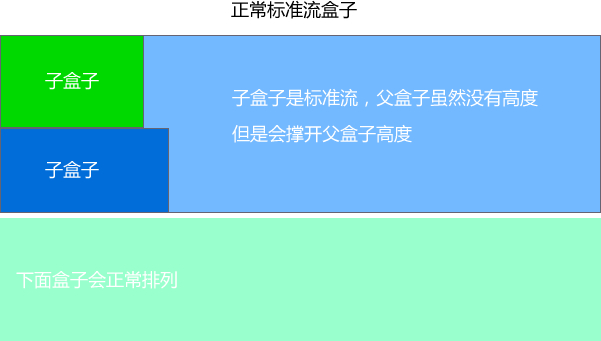 正常标准流盒子
子盒子
子盒子是标准流，父盒子虽然没有高度
但是会撑开父盒子高度
子盒子
下面盒子会正常排列